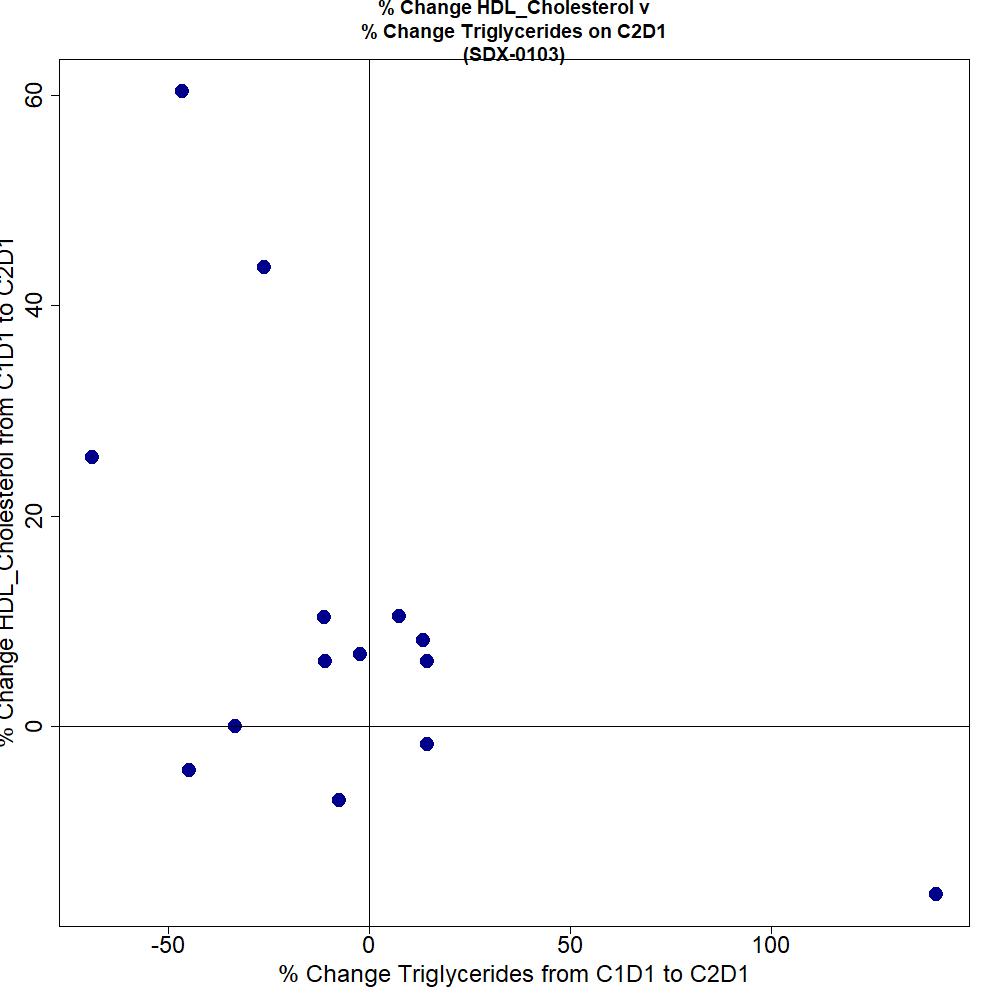 % Change HDL_Cholesterol v
% Change Triglycerides on C2D1
(SDX-0103)
% Change HDL_Cholesterol from C1D1 to C2D1
60
40
20
0
-50
0
50
100
% Change Triglycerides from C1D1 to C2D1